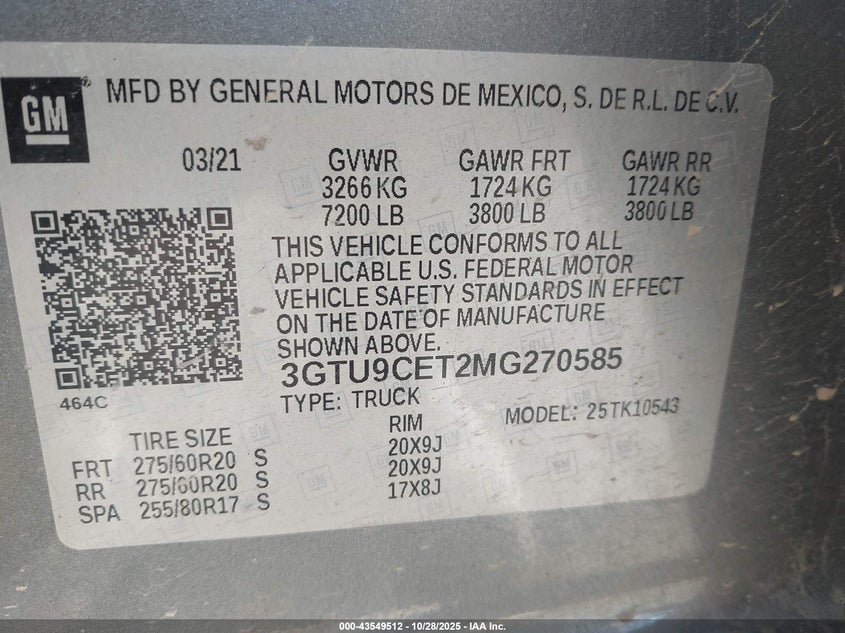 GM
MFD BY GENERAL MOTORS DE MEXICO, S. DE R.L. DE C.V.
03/21 GVWR GAWR FRT GAWR RR
3266 KG 1724 KG 1724 KG
7200 LB 3800 LB 3800 LB
THIS VEHICLE CONFORMS TO ALL
APPLICABLE U.S. FEDERAL MOTOR
VEHICLE SAFETY STANDARDS IN EFFECT
ON THE DATE OF MANUFACTURE
SHOWN ABOVE.
3GTU9CET2MG270585
464C
TYPE: TRUCK MODEL: 25TK10543
TIRE SIZE RIM
FRT 275/60R20 S 20X9J
RR 275/60R20 S 20X9J
SPA 255/80R17 S 17X8J
000-43549512 - 10/28/2025 - IAA Inc.